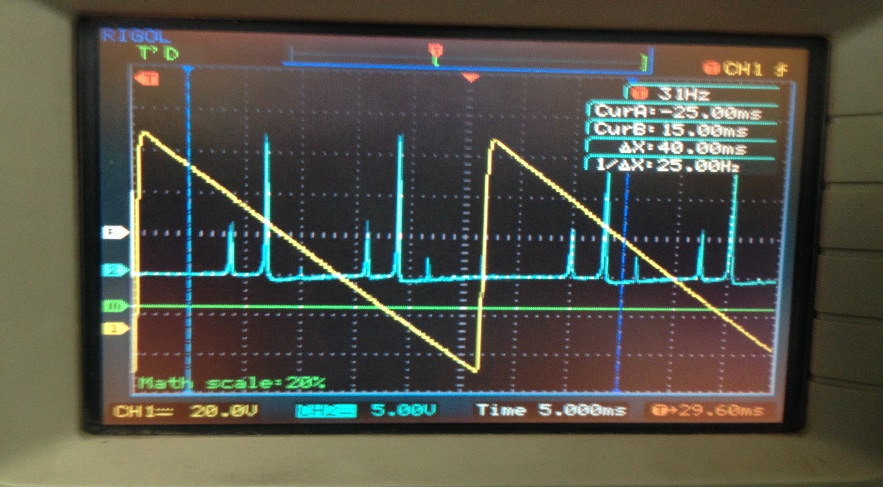 RIGOL
T'D
CH1
31Hz
CurA:-25.00ms
CurB: 15.00ms
ΔX: 40.00ms
1/ΔX: 25.00Hz
2
Math scale:20%
CH1 20.0V CH2 5.00V Time 5.000ms T→29.60ms